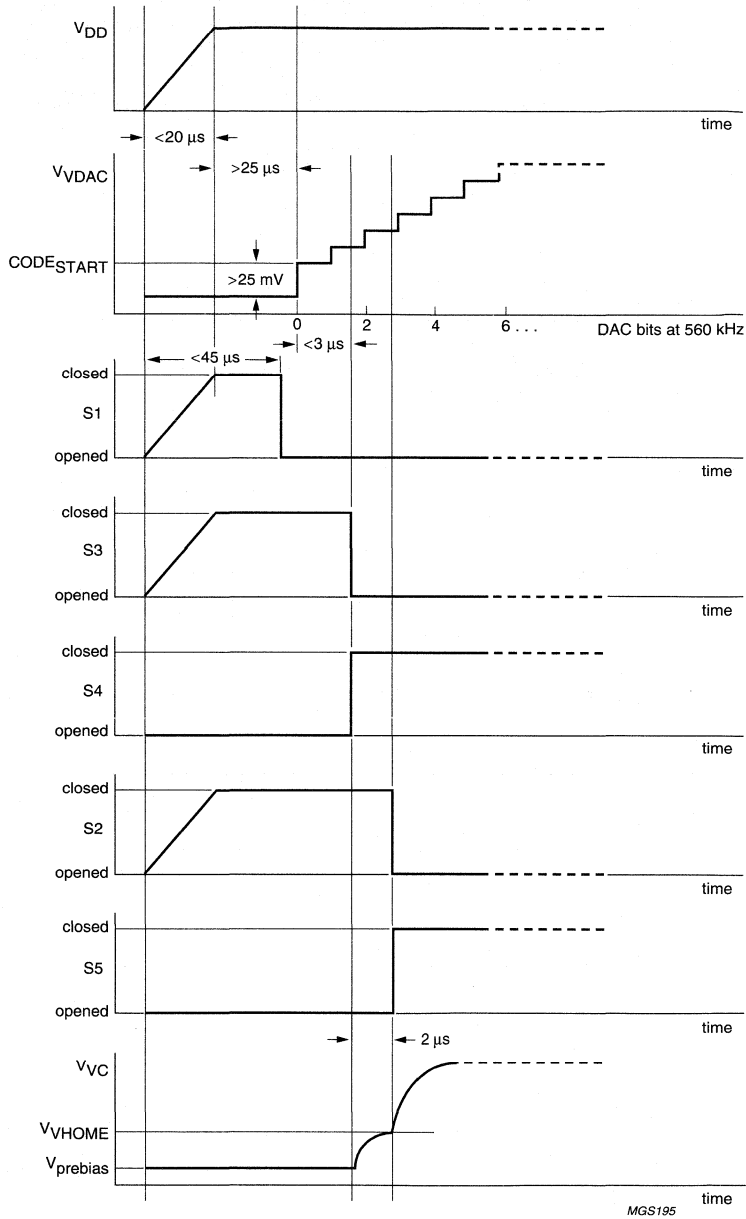 VDD
time
<20 µs
>25 µs
VVDAC
CODESTART
>25 mV
0 2 4 6 . . . DAC bits at 560 kHz
<3 µs
<45 µs
closed
S1
opened
time
closed
S3
opened
time
closed
S4
opened
time
closed
S2
opened
time
closed
S5
opened
time
2 µs
VVC
VVHOME
Vprebias
time
MGS195